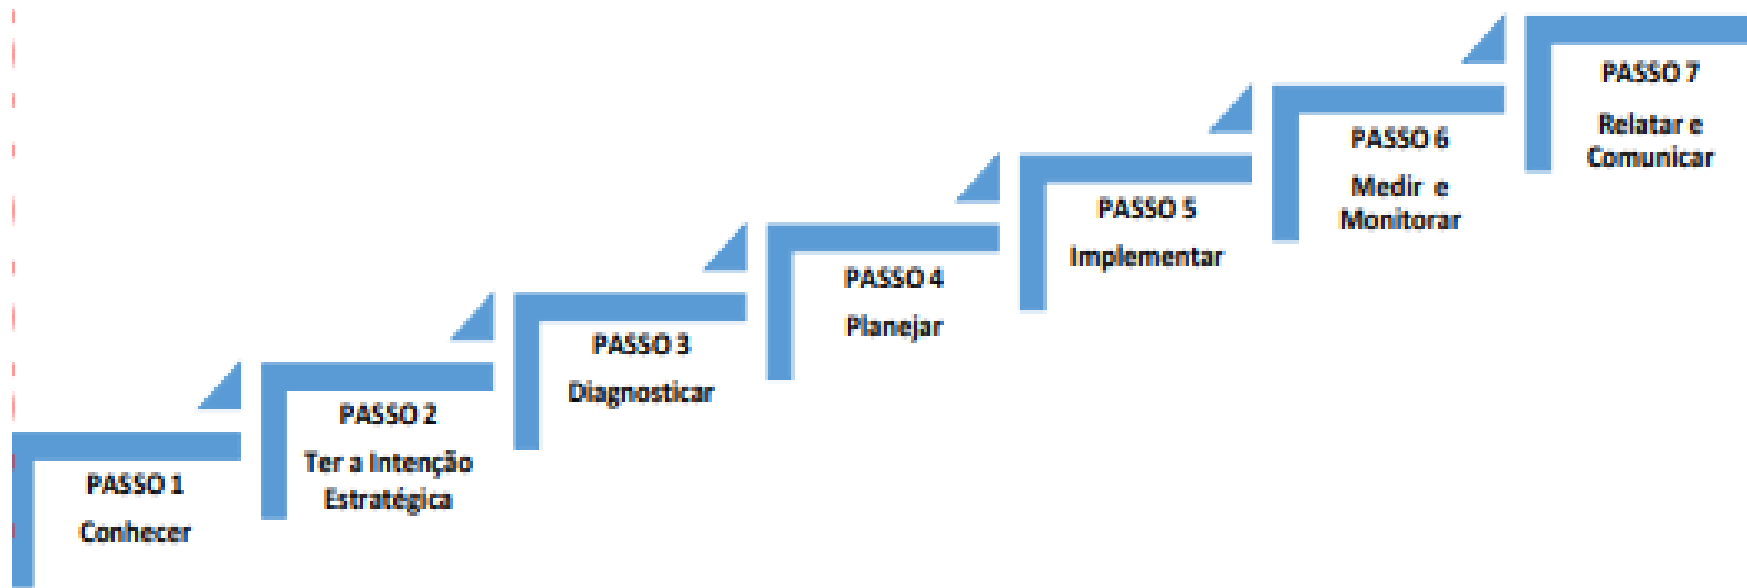 PASSO 1
Conhecer
PASSO 2
Ter a Intenção
Estratégica
PASSO 3
Diagnosticar
PASSO 4
Planejar
PASSO 5
Implementar
PASSO 6
Medir e
Monitorar
PASSO 7
Relatar e
Comunicar